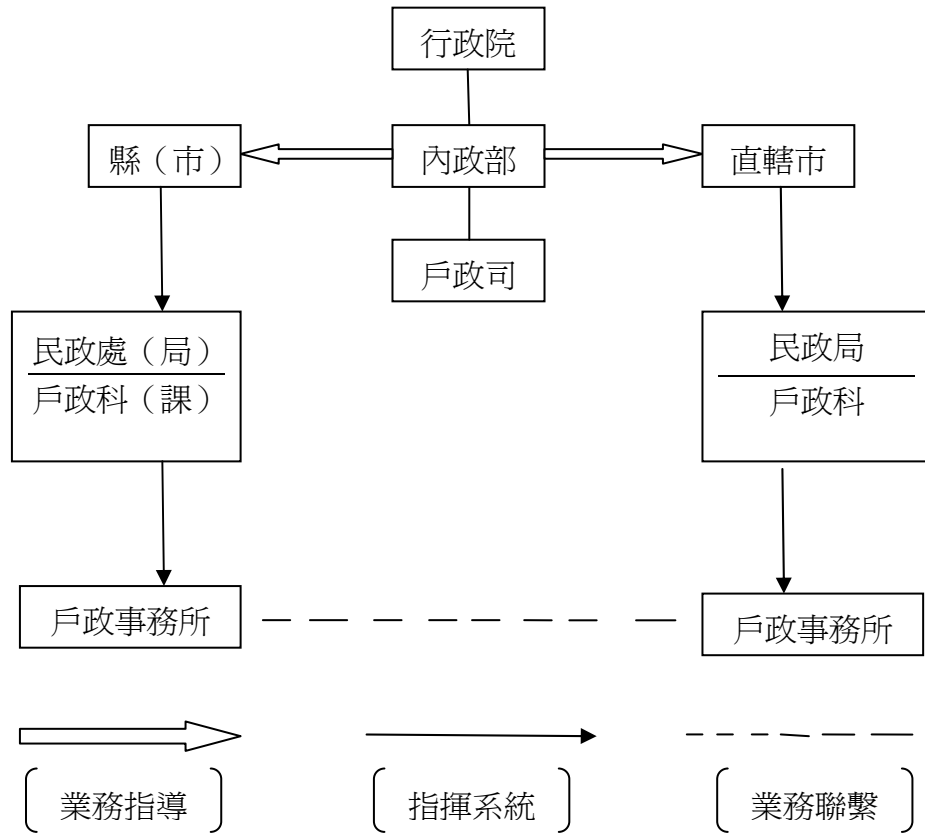 行政院
縣（市）
內政部
直轄市
戶政司
民政處（局）
戶政科（課）
民政局
戶政科
戶政事務所
戶政事務所
業務指導
指揮系統
業務聯繫